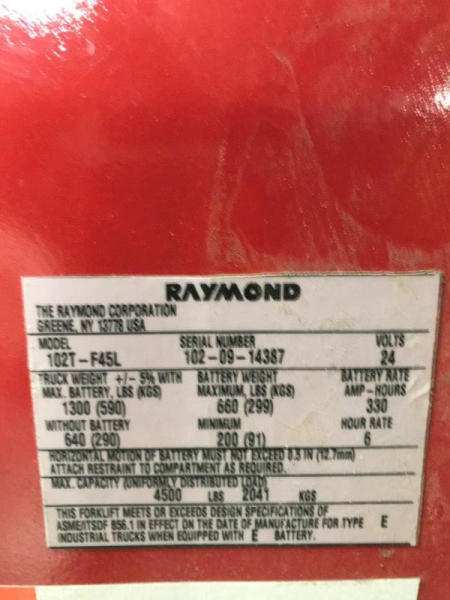 RAYMOND
THE RAYMOND CORPORATION
GREENE, NY 13778 USA
MODEL SERIAL NUMBER VOLTS
102T-F45L 102-09-14387 24
TRUCK WEIGHT +/- 5% WITH BATTERY WEIGHT BATTERY RATE
MAX. BATTERY, LBS (KGS) MAXIMUM, LBS (KGS) AMP-HOURS
1300 (590) 660 (299) 330
WITHOUT BATTERY MINIMUM HOUR RATE
640 (290) 200 (91) 6
HORIZONTAL MOTION OF BATTERY MUST NOT EXCEED 0.5 IN (12.7mm)
ATTACH RESTRAINT TO COMPARTMENT AS REQUIRED.
MAX. CAPACITY (UNIFORMLY DISTRIBUTED LOAD)
4500 LBS 2041 KGS
THIS FORKLIFT MEETS OR EXCEEDS DESIGN SPECIFICATIONS OF
ASME/ITSDF B56.1 IN EFFECT ON THE DATE OF MANUFACTURE FOR TYPE E
INDUSTRIAL TRUCKS WHEN EQUIPPED WITH E BATTERY.